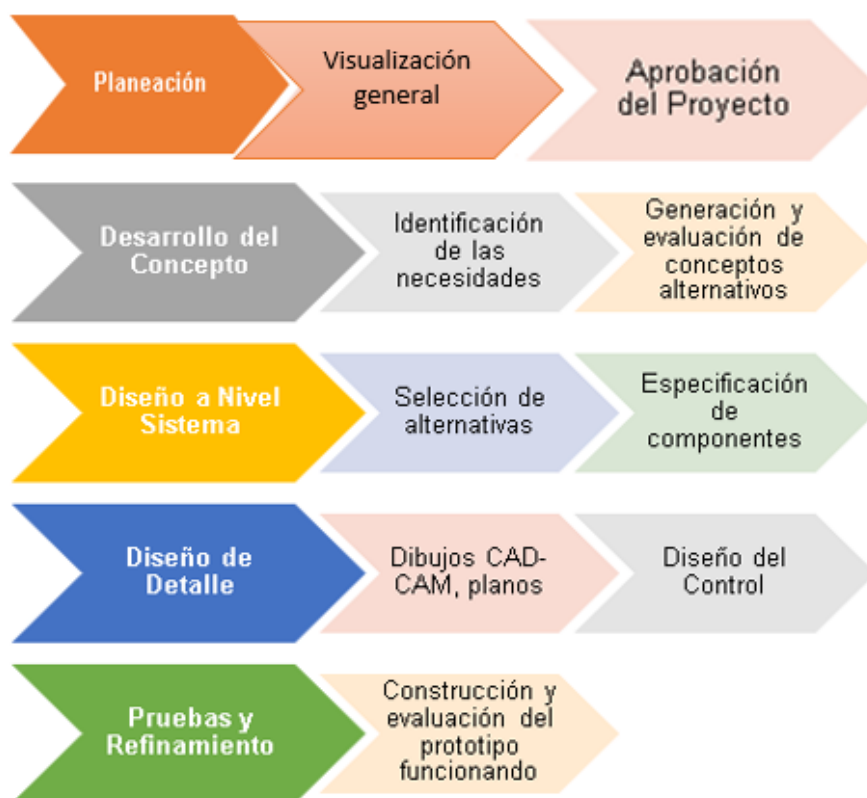 Planeación
Visualización
general
Aprobación
del Proyecto
Desarrollo del
Concepto
Identificación
de las
necesidades
Generación y
evaluación de
conceptos
alternativos
Diseño a Nivel
Sistema
Selección de
alternativas
Especificación
de
componentes
Diseño de
Detalle
Dibujos CAD-
CAM, planos
Diseño del
Control
Pruebas y
Refinamiento
Construcción y
evaluación del
prototipo
funcionando